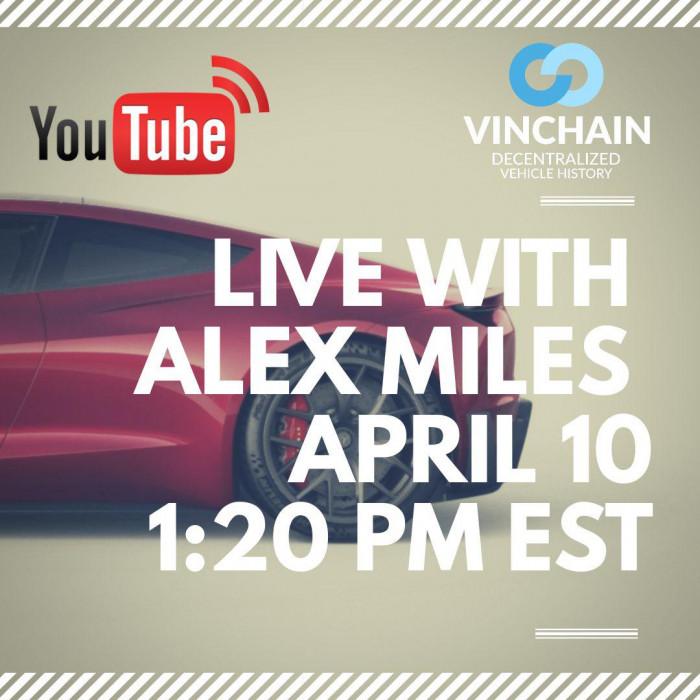 YouTube
VINCHAIN
DECENTRALIZED
VEHICLE HISTORY
LIVE WITH
ALEX MILES
APRIL 10
1:20 PM EST